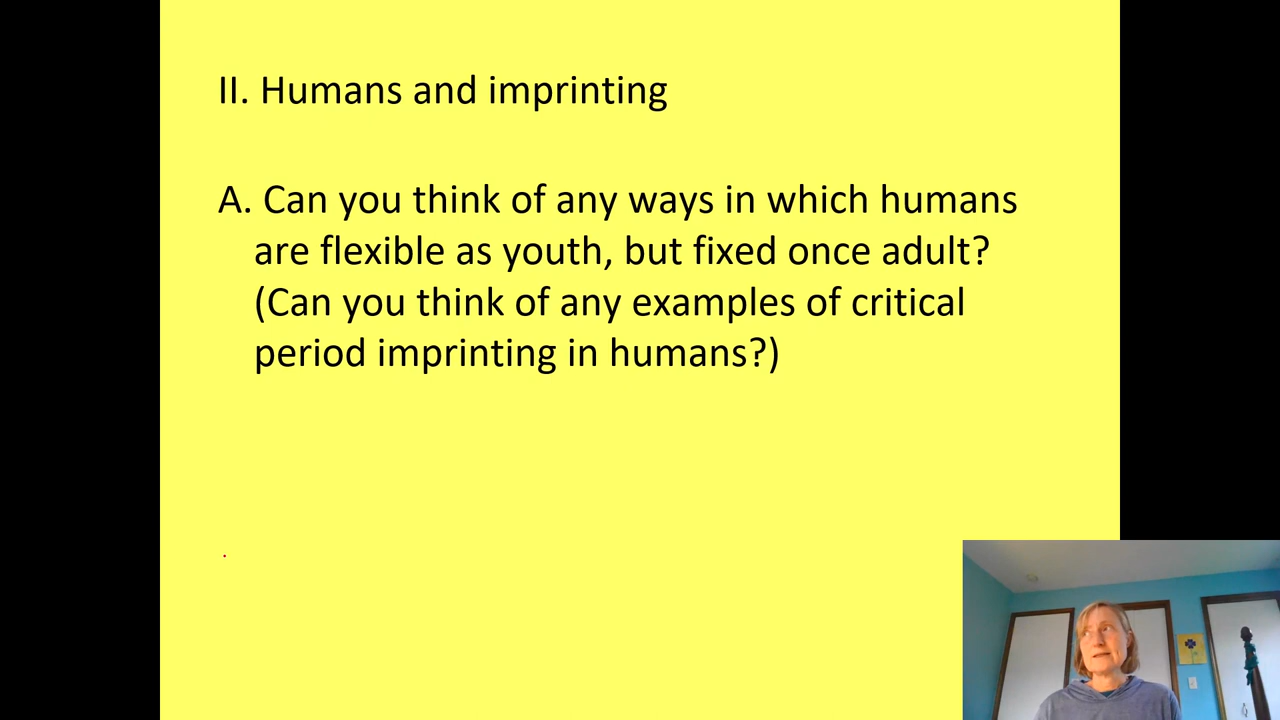 II. Humans and imprinting
A. Can you think of any ways in which humans
are flexible as youth, but fixed once adult?
(Can you think of any examples of critical
period imprinting in humans?)